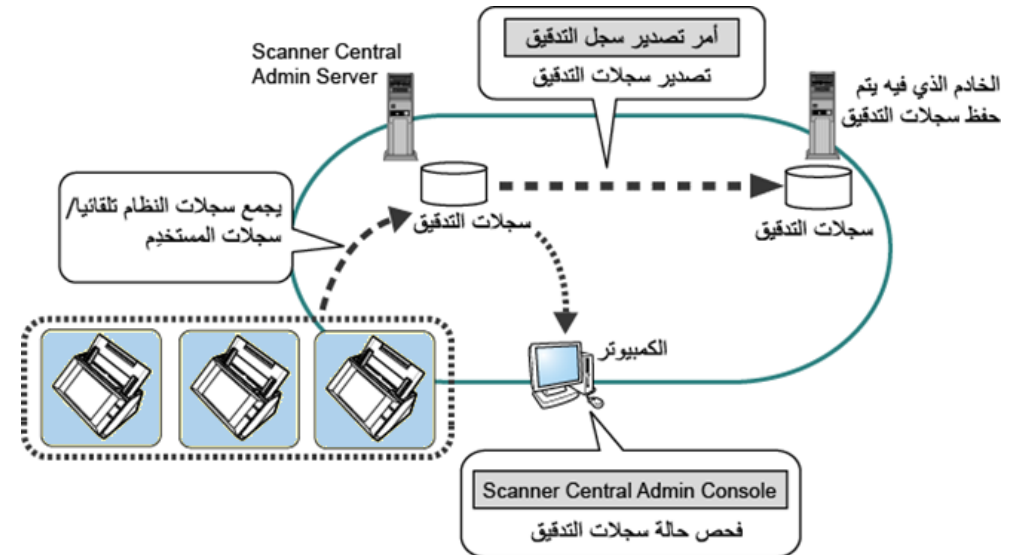 أمر تصدير سجل التدقيق
تصدير سجلات التدقيق
Scanner Central
Admin Server
الخادم الذي فيه يتم
حفظ سجلات التدقيق
يجمع سجلات النظام تلقائيا/
سجلات المستخدِم
سجلات التدقيق
سجلات التدقيق
الكمبيوتر
Scanner Central Admin Console
فحص حالة سجلات التدقيق